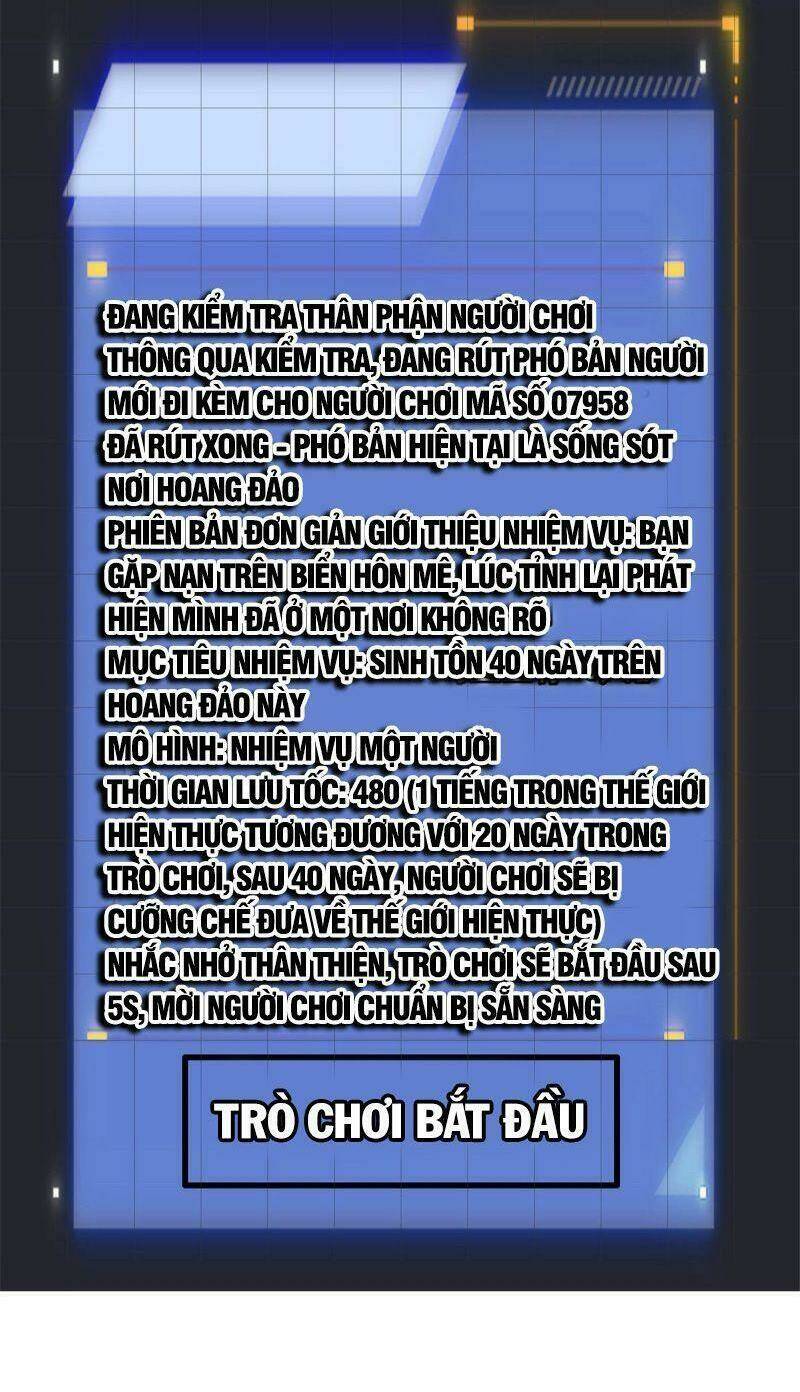 ĐANG KIỂM TRA THÂN PHẬN NGƯỜI CHƠI
THÔNG QUA KIỂM TRA, ĐANG RÚT PHÓ BẢN NGƯỜI
MỚI ĐI KÈM CHO NGƯỜI CHƠI MÃ SỐ 07958
ĐÃ RÚT XONG - PHÓ BẢN HIỆN TẠI LÀ SỐNG SÓT
NƠI HOANG ĐẢO
PHIÊN BẢN ĐƠN GIẢN GIỚI THIỆU NHIỆM VỤ: BẠN
GẶP NẠN TRÊN BIỂN HÔN MÊ, LÚC TỈNH LẠI PHÁT
HIỆN MÌNH ĐÃ Ở MỘT NƠI KHÔNG RÕ
MỤC TIÊU NHIỆM VỤ: SINH TỒN 40 NGÀY TRÊN
HOANG ĐẢO NÀY
MÔ HÌNH: NHIỆM VỤ MỘT NGƯỜI
THỜI GIAN LƯU TỐC: 480 (1 TIẾNG TRONG THẾ GIỚI
HIỆN THỰC TƯƠNG ĐƯƠNG VỚI 20 NGÀY TRONG
TRÒ CHƠI, SAU 40 NGÀY, NGƯỜI CHƠI SẼ BỊ
CƯỠNG CHẾ ĐƯA VỀ THẾ GIỚI HIỆN THỰC)
NHẮC NHỞ THÂN THIỆN, TRÒ CHƠI SẼ BẮT ĐẦU SAU
5S, MỜI NGƯỜI CHƠI CHUẨN BỊ SẴN SÀNG
TRÒ CHƠI BẮT ĐẦU